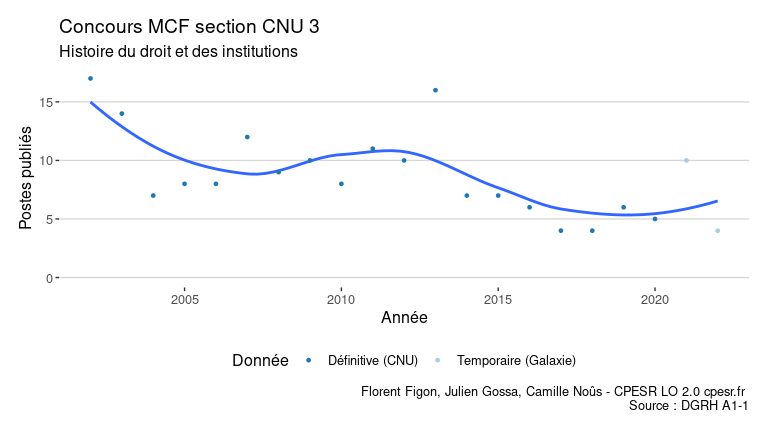 Concours MCF section CNU 3
Histoire du droit et des institutions
Postes publiés
15
10
5
0
2005 2010 2015 2020
Année
Donnée Définitive (CNU) Temporaire (Galaxie)
Florent Figon, Julien Gossa, Camille Noûs - CPESR LO 2.0 cpesr.fr
Source : DGRH A1-1